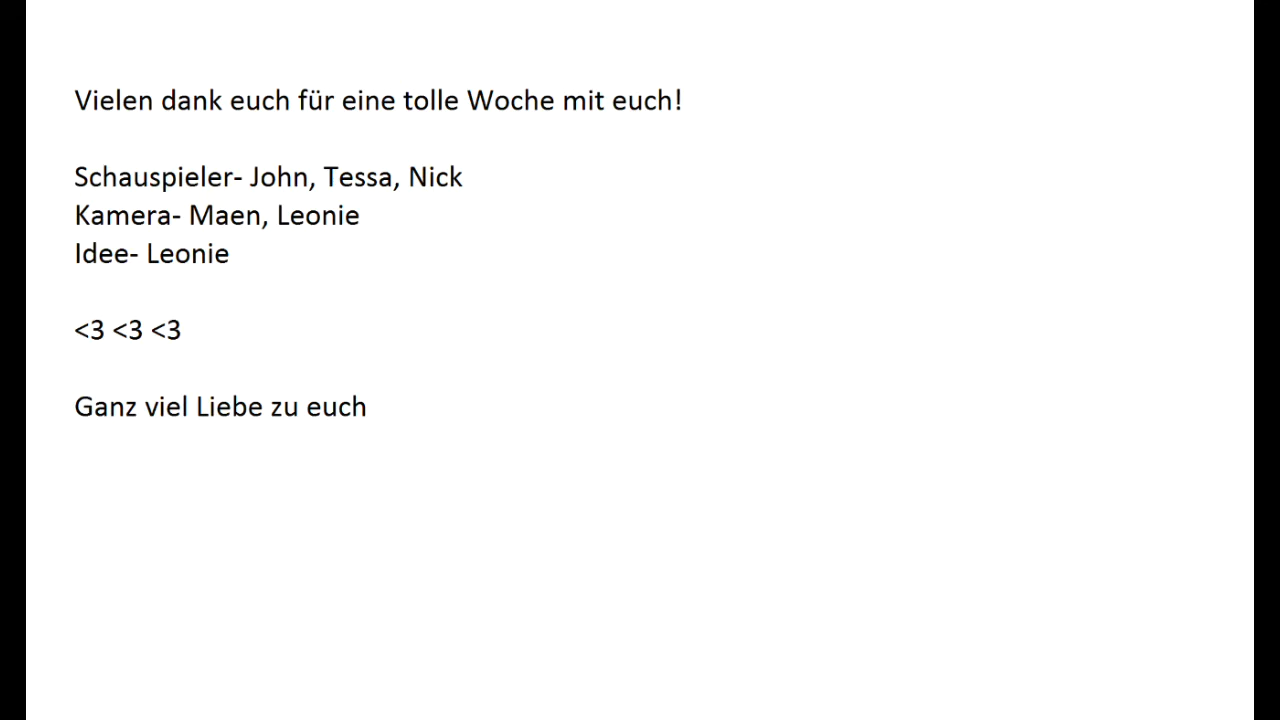 Vielen dank euch für eine tolle Woche mit euch!
Schauspieler- John, Tessa, Nick
Kamera- Maen, Leonie
Idee- Leonie
<3 <3 <3
Ganz viel Liebe zu euch